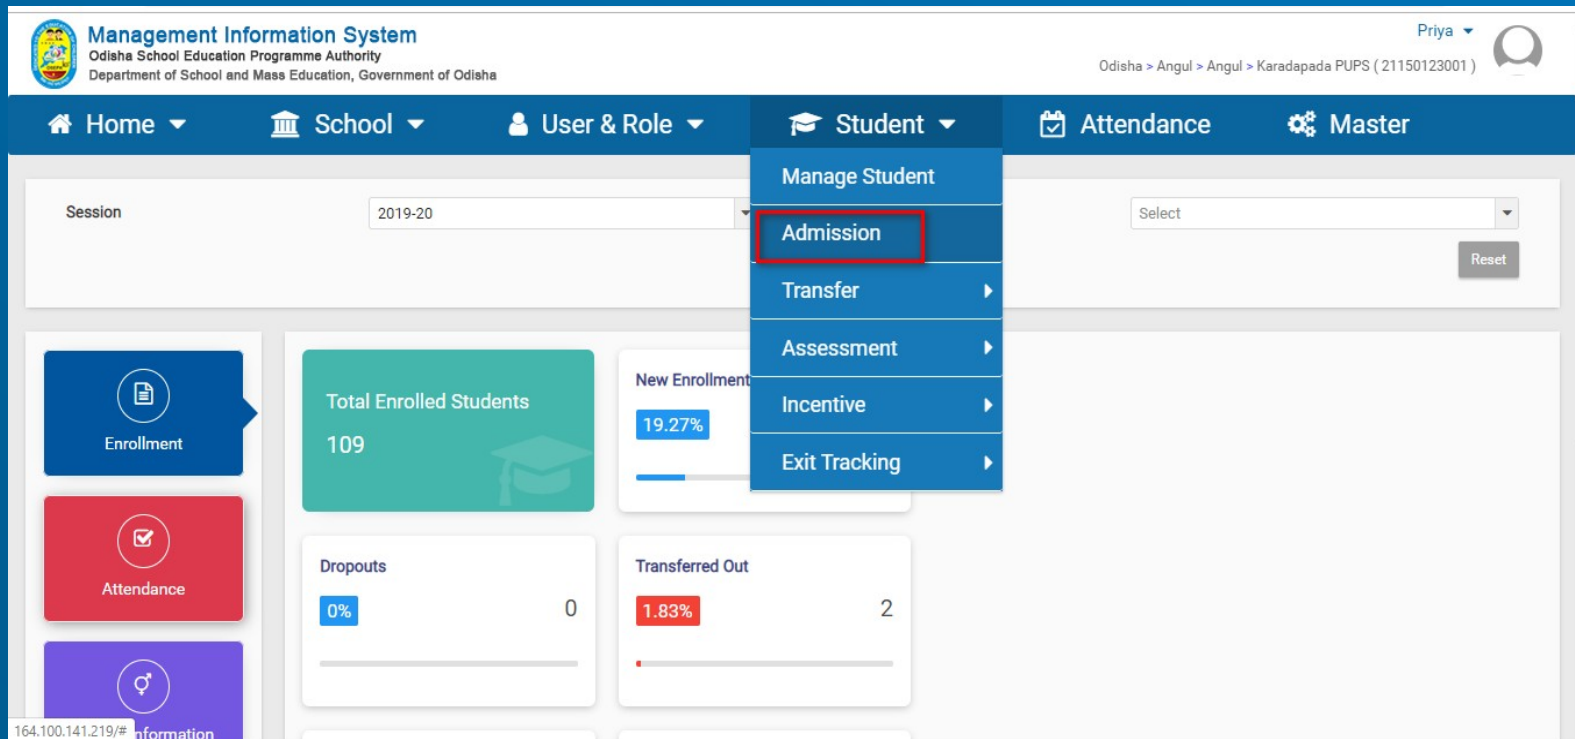 Management Information System
Odisha School Education Programme Authority
Department of School and Mass Education, Government of Odisha
Priya
Odisha > Angul > Angul > Karadapada PUPS ( 21150123001 )
Home School User & Role Student Attendance Master
Manage Student
Admission
Transfer
Assessment
Incentive
Exit Tracking
Session 2019-20 Select
Reset
Enrollment
Attendance
nformation
Total Enrolled Students
109
New Enrollment
19.27%
Dropouts
0% 0
Transferred Out
1.83% 2
164.100.141.219/#